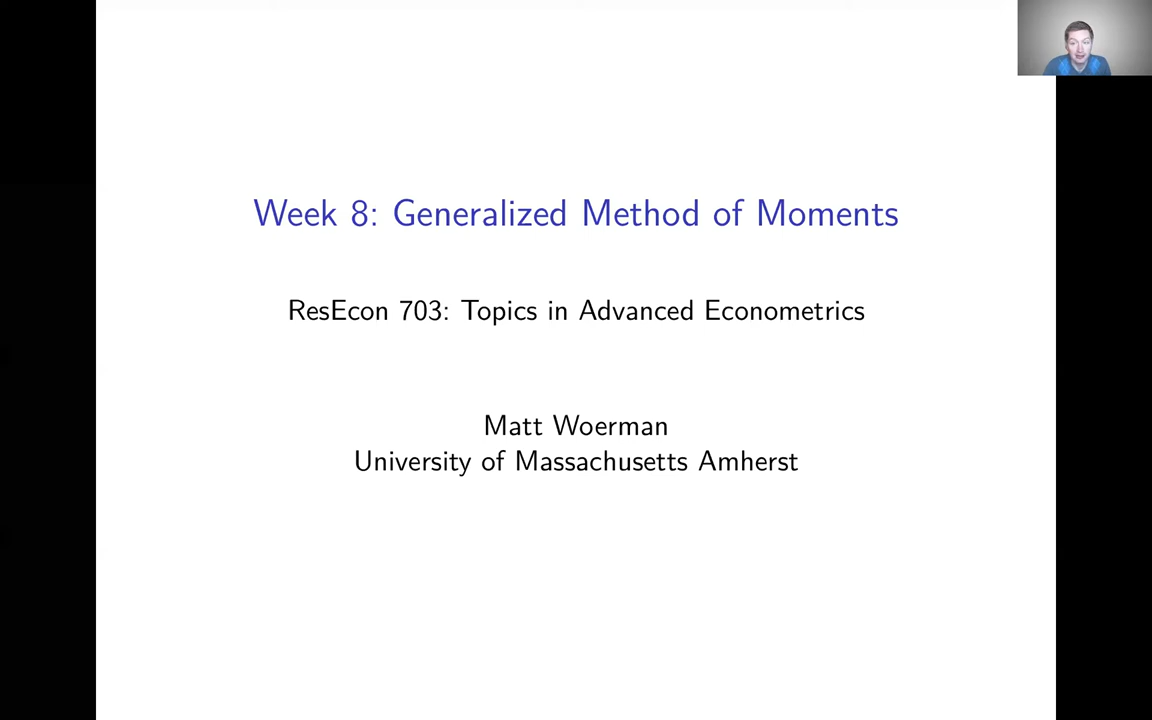 Week 8: Generalized Method of Moments
ResEcon 703: Topics in Advanced Econometrics
Matt Woerman
University of Massachusetts Amherst